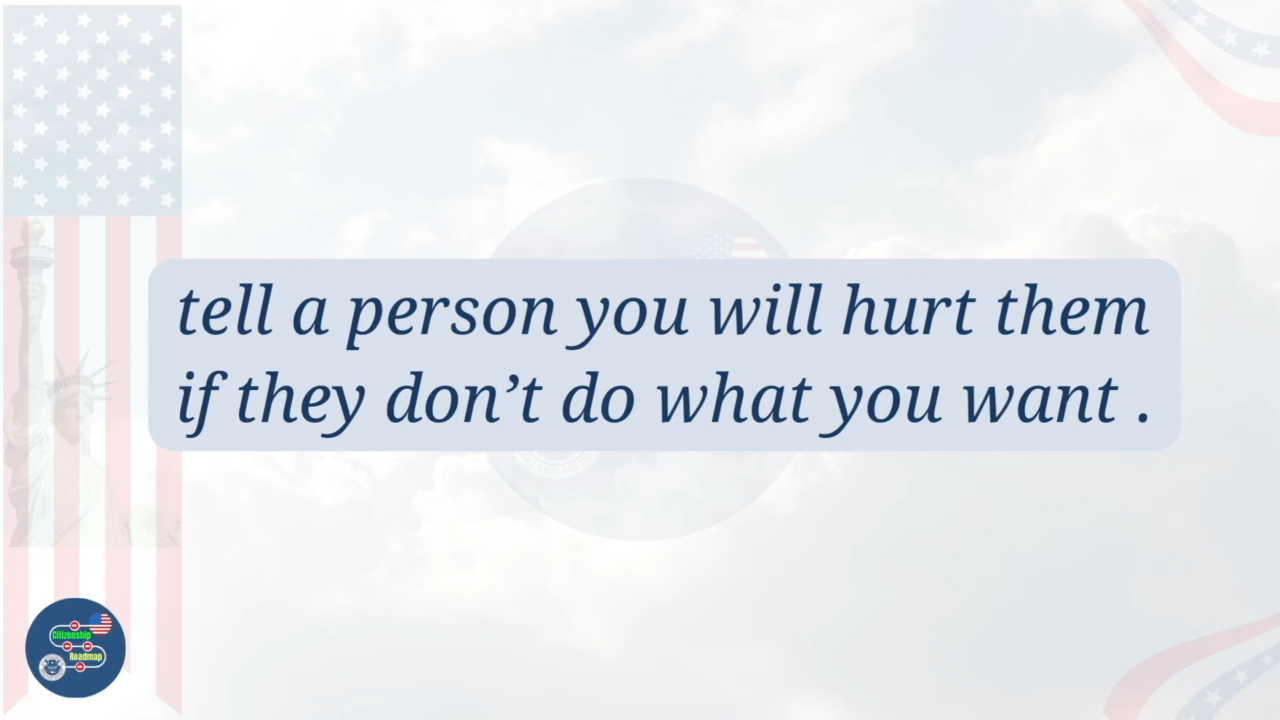 tell a person you will hurt them
if they don’t do what you want .
Citizenship
Roadmap